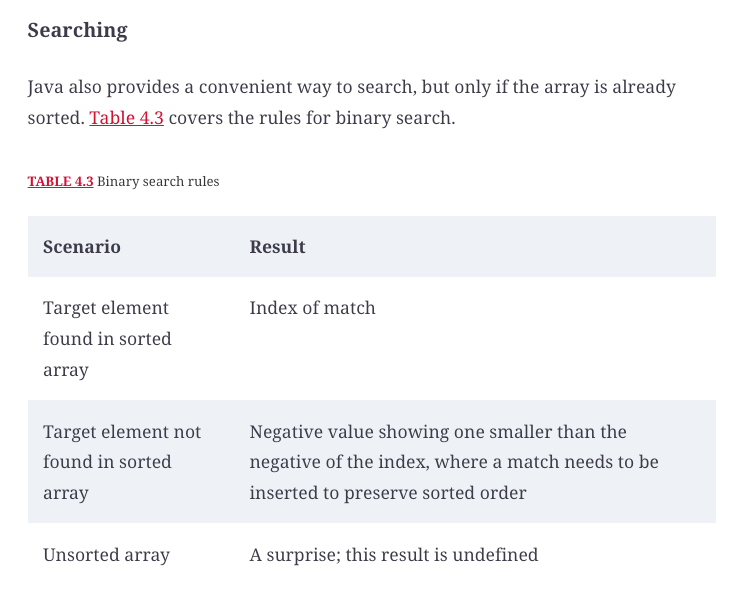 Searching
Java also provides a convenient way to search, but only if the array is already
sorted. Table 4.3 covers the rules for binary search.
TABLE 4.3 Binary search rules
Scenario Result
Target element Index of match
found in sorted
array
Target element not Negative value showing one smaller than the
found in sorted negative of the index, where a match needs to be
array inserted to preserve sorted order
Unsorted array A surprise; this result is undefined